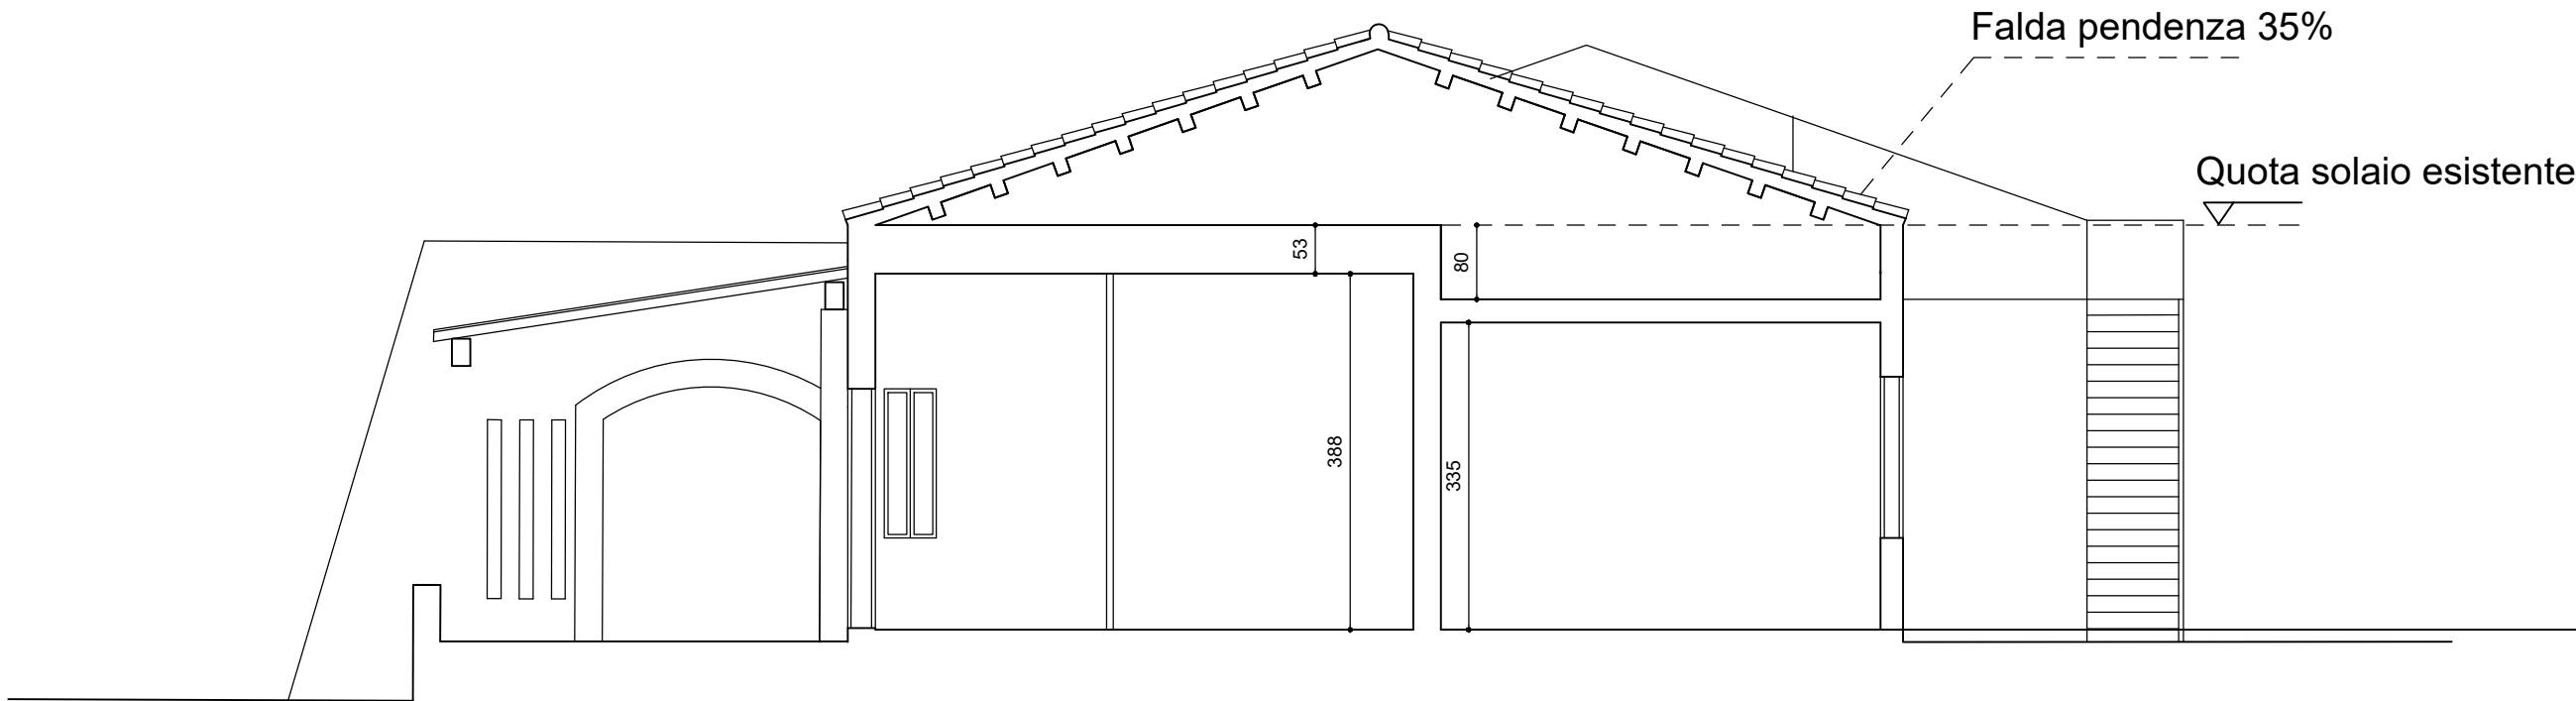 Falda pendenza 35%
Quota solaio esistente
53
80
388
335